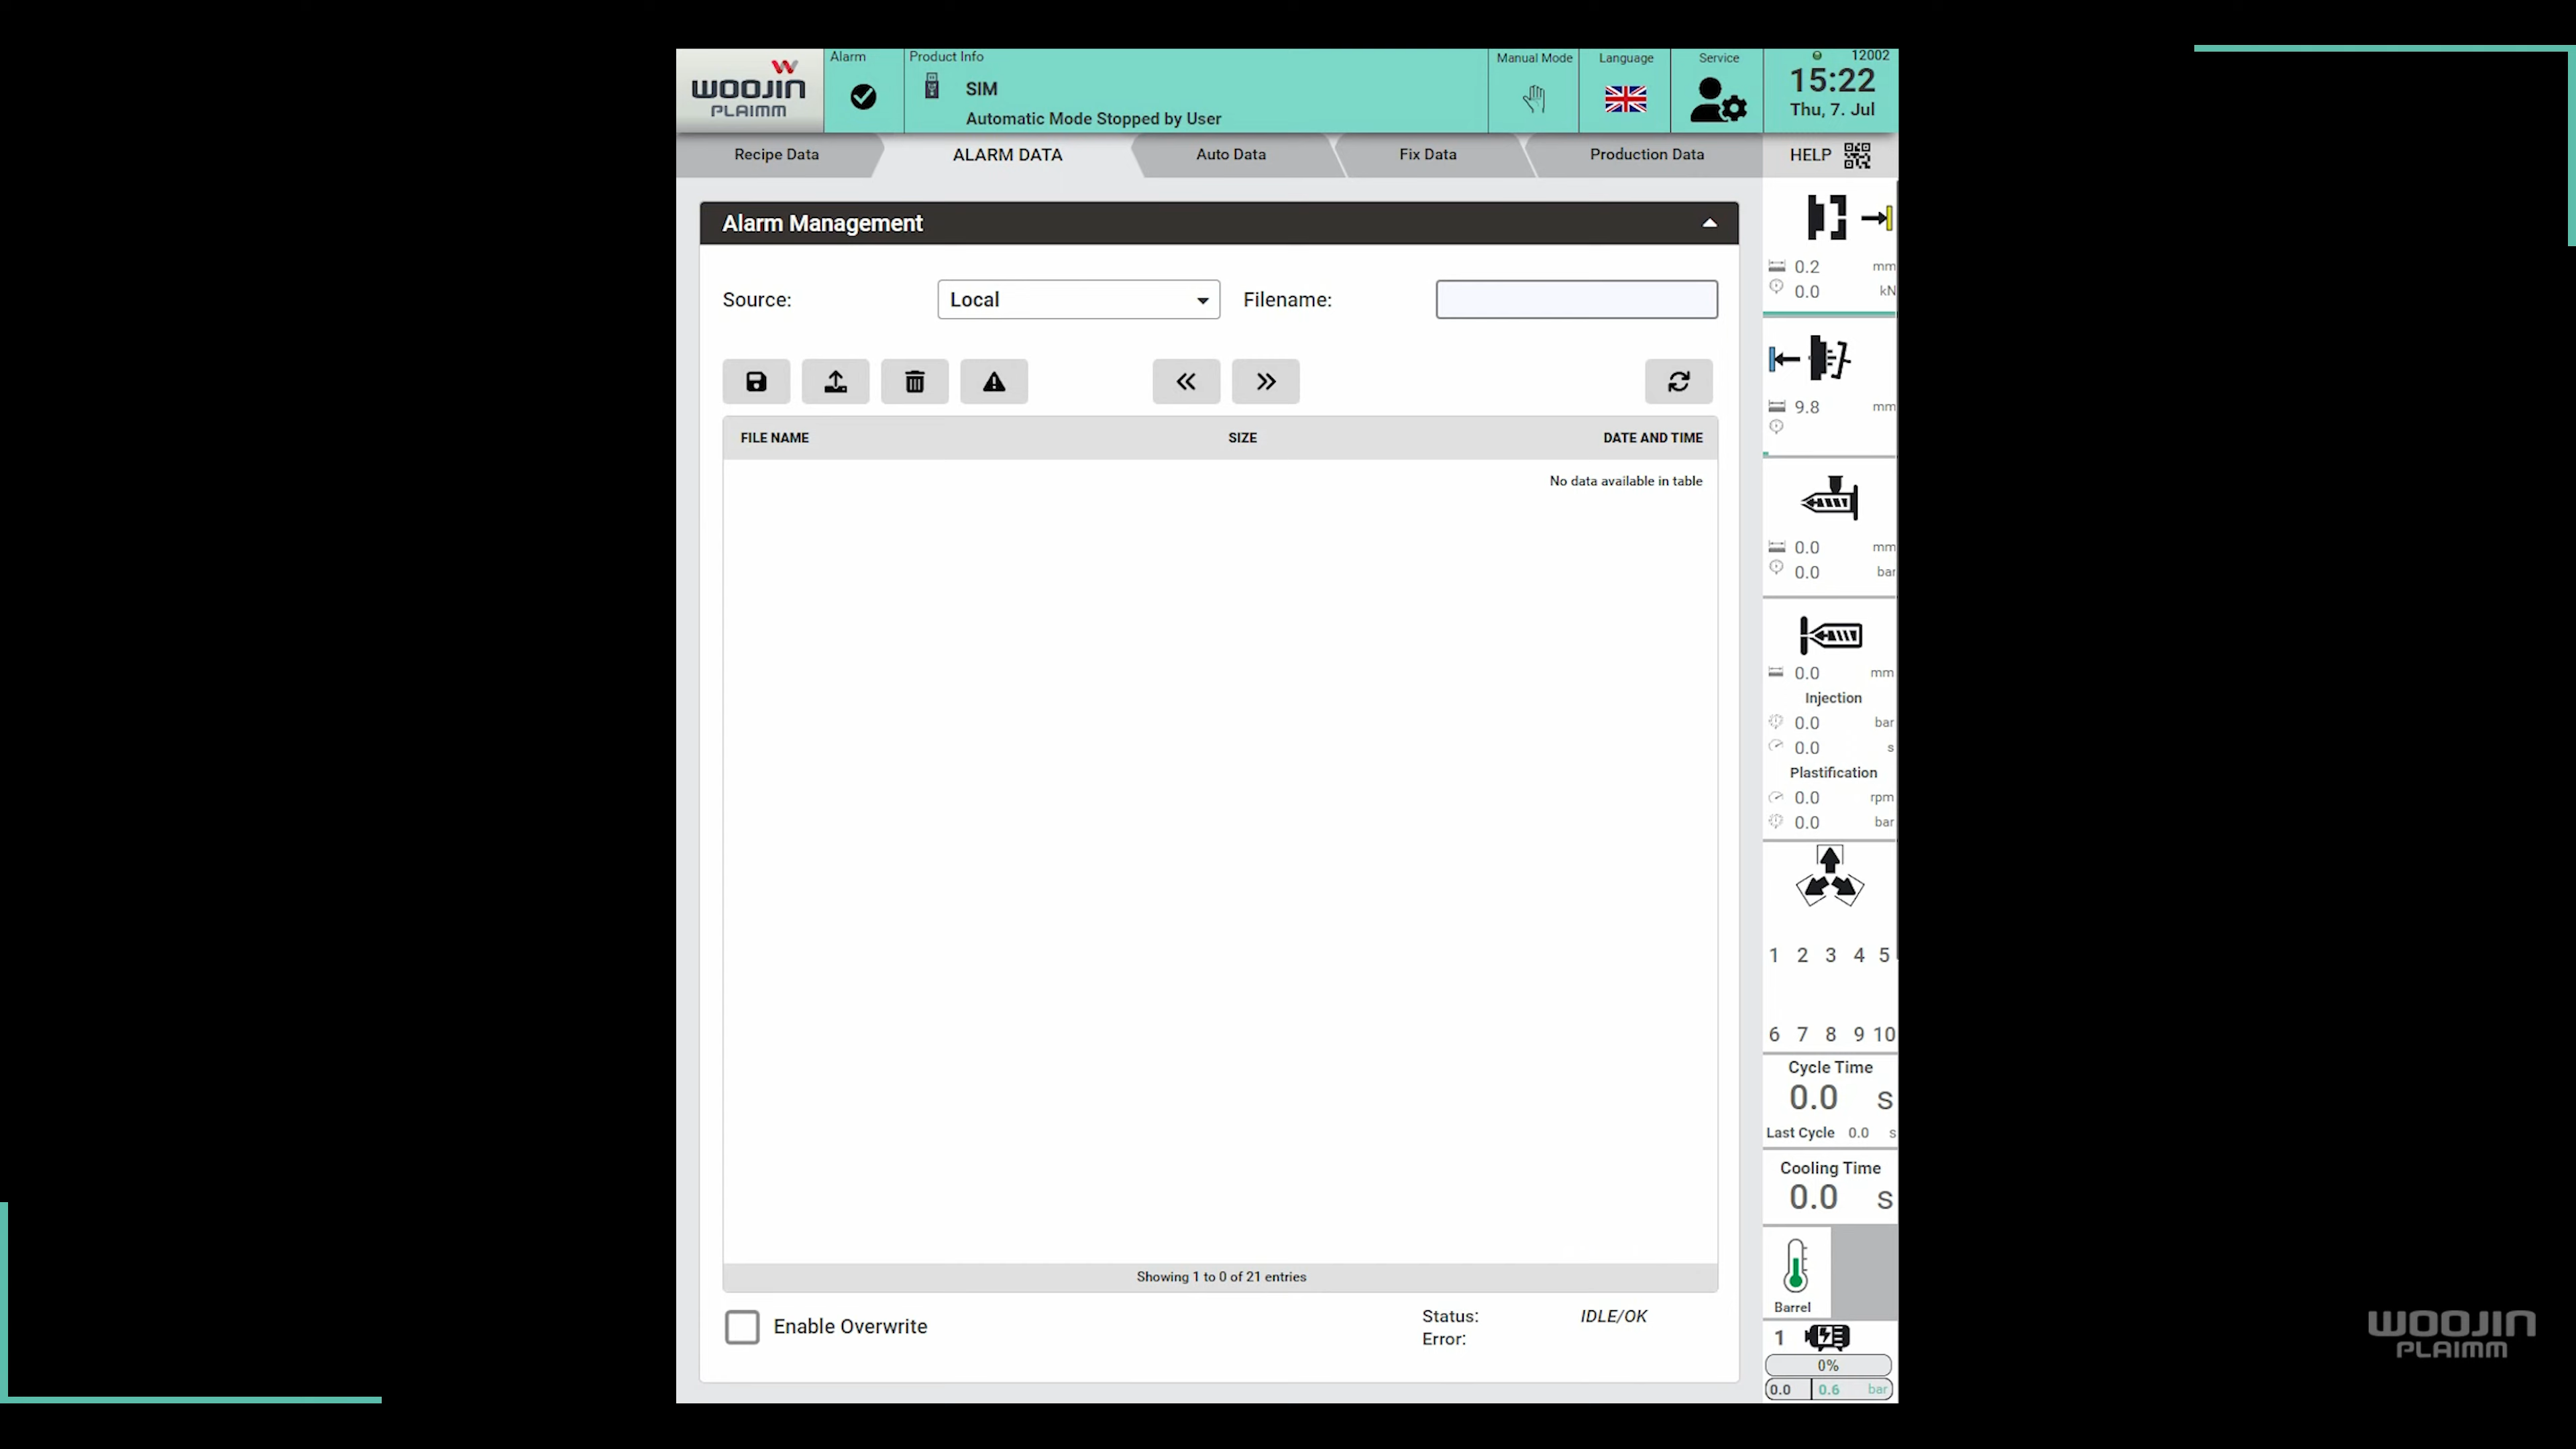 WOOJIN
PLAIMM
Alarm
Product Info
SIM
Automatic Mode Stopped by User
Manual Mode
Language
Service
12002
15:22
Thu, 7. Jul
Recipe Data
ALARM DATA
Auto Data
Fix Data
Production Data
HELP
Alarm Management
Source:
Local
Filename:
FILE NAME
SIZE
DATE AND TIME
No data available in table
Showing 1 to 0 of 21 entries
Enable Overwrite
Status: IDLE/OK
Error:
0.2 mm
0.0 kN
9.8 mm
0.0 mm
0.0 bar
0.0 mm
Injection
0.0 bar
0.0 s
Plastification
0.0 rpm
0.0 bar
1 2 3 4 5
6 7 8 9 10
Cycle Time
0.0 s
Last Cycle 0.0 s
Cooling Time
0.0 s
Barrel
1
0%
0.0 0.6 bar
WOOJIN
PLAIMM